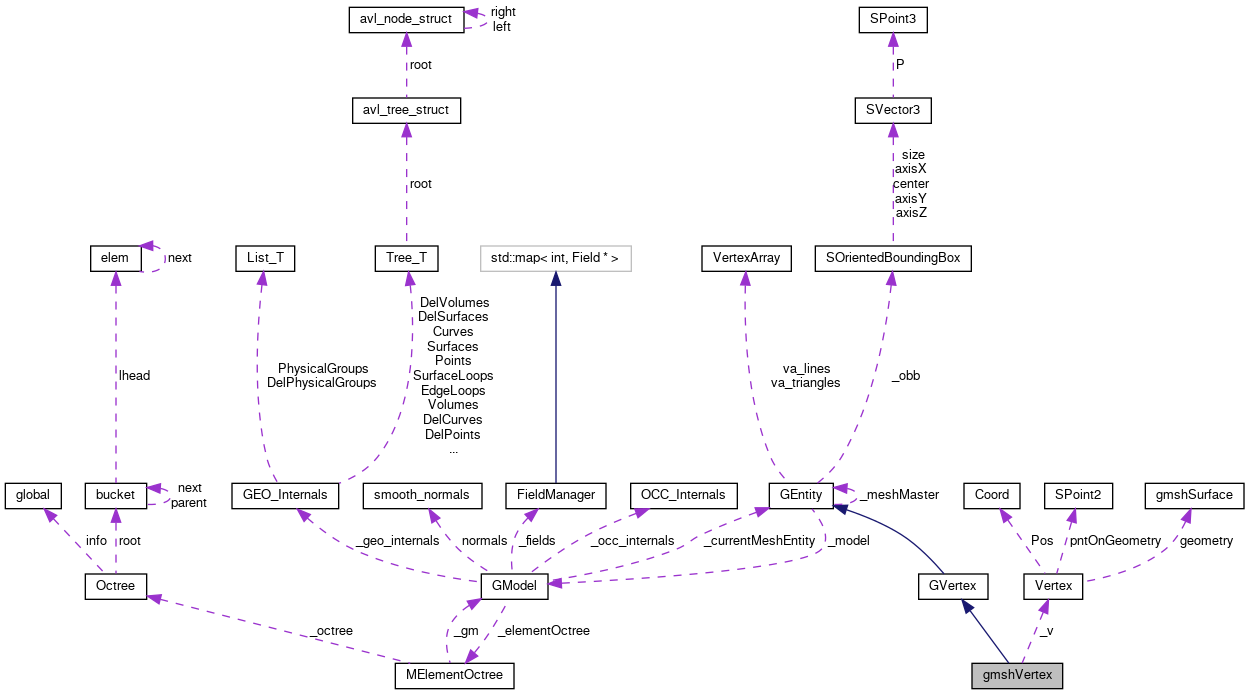 avl_node_struct
right
left
SPoint3
root
P
avl_tree_struct
SVector3
root
size
axisX
center
axisY
axisZ
elem
next
List_T
Tree_T
std::map< int, Field * >
VertexArray
SOrientedBoundingBox
DelVolumes
DelSurfaces
Curves
Surfaces
Points
SurfaceLoops
EdgeLoops
Volumes
DelCurves
DelPoints
...
lhead
PhysicalGroups
DelPhysicalGroups
va_lines
va_triangles
_obb
global
bucket
next
parent
GEO_Internals
smooth_normals
FieldManager
OCC_Internals
GEntity
_meshMaster
Coord
SPoint2
gmshSurface
info
root
_geo_internals
normals
_fields
_occ_internals
_currentMeshEntity
_model
Pos
pntOnGeometry
geometry
Octree
GModel
GVertex
Vertex
_octree
_gm
_elementOctree
_v
MElementOctree
gmshVertex